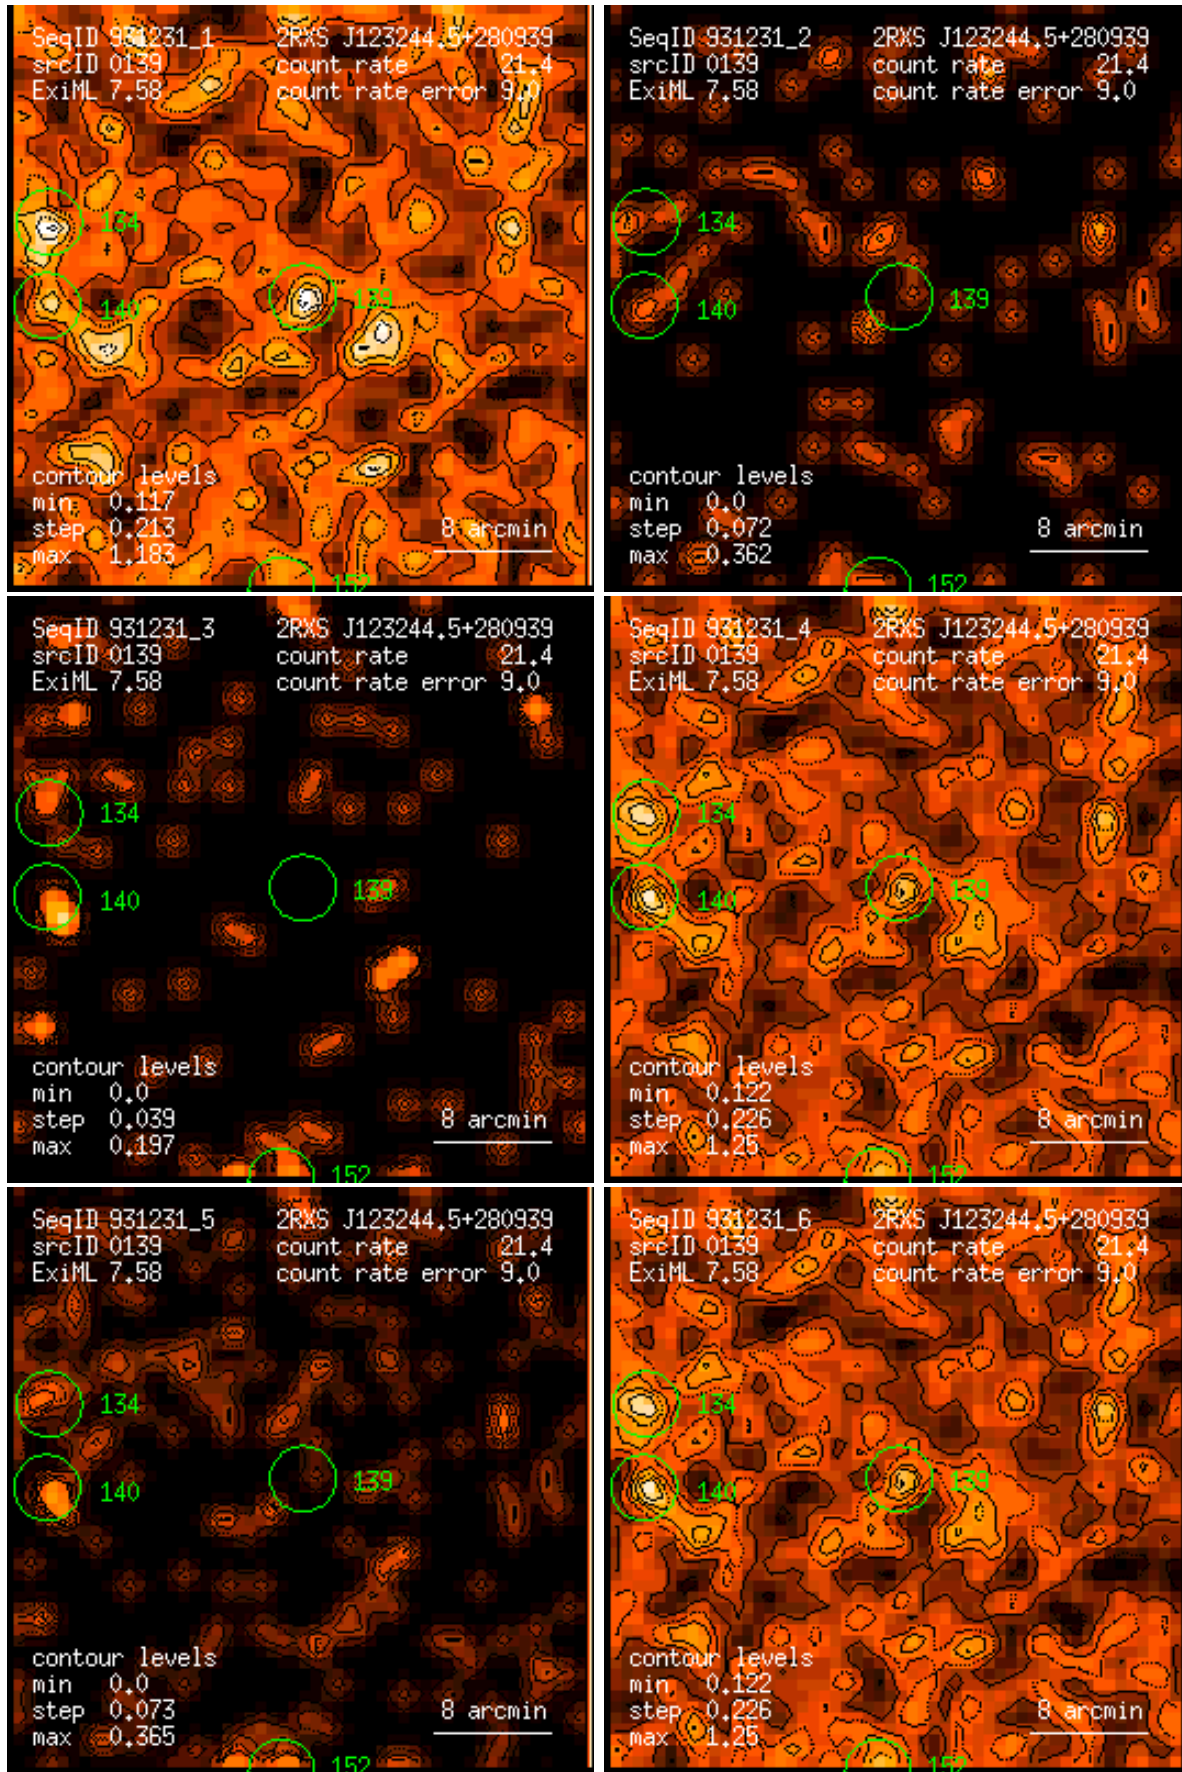 SeqID 931231_1 2RXS J123244.5+280939
srcID 0139 count rate 21.4
ExiML 7.58 count rate error 9.0
134
140 139
contour levels
min 0.117
step 0.213 8 arcmin
max 1.183
152
SeqID 931231_2 2RXS J123244.5+280939
srcID 0139 count rate 21.4
ExiML 7.58 count rate error 9.0
134
140 139
contour levels
min 0.0
step 0.072 8 arcmin
max 0.362
152
SeqID 931231_3 2RXS J123244.5+280939
srcID 0139 count rate 21.4
ExiML 7.58 count rate error 9.0
134
140 139
contour levels
min 0.0
step 0.039 8 arcmin
max 0.197
152
SeqID 931231_4 2RXS J123244.5+280939
srcID 0139 count rate 21.4
ExiML 7.58 count rate error 9.0
134
140 139
contour levels
min 0.122
step 0.226 8 arcmin
max 1.25
152
SeqID 931231_5 2RXS J123244.5+280939
srcID 0139 count rate 21.4
ExiML 7.58 count rate error 9.0
134
140 139
contour levels
min 0.0
step 0.073 8 arcmin
max 0.365
152
SeqID 931231_6 2RXS J123244.5+280939
srcID 0139 count rate 21.4
ExiML 7.58 count rate error 9.0
134
140 139
contour levels
min 0.122
step 0.226 8 arcmin
max 1.25
152